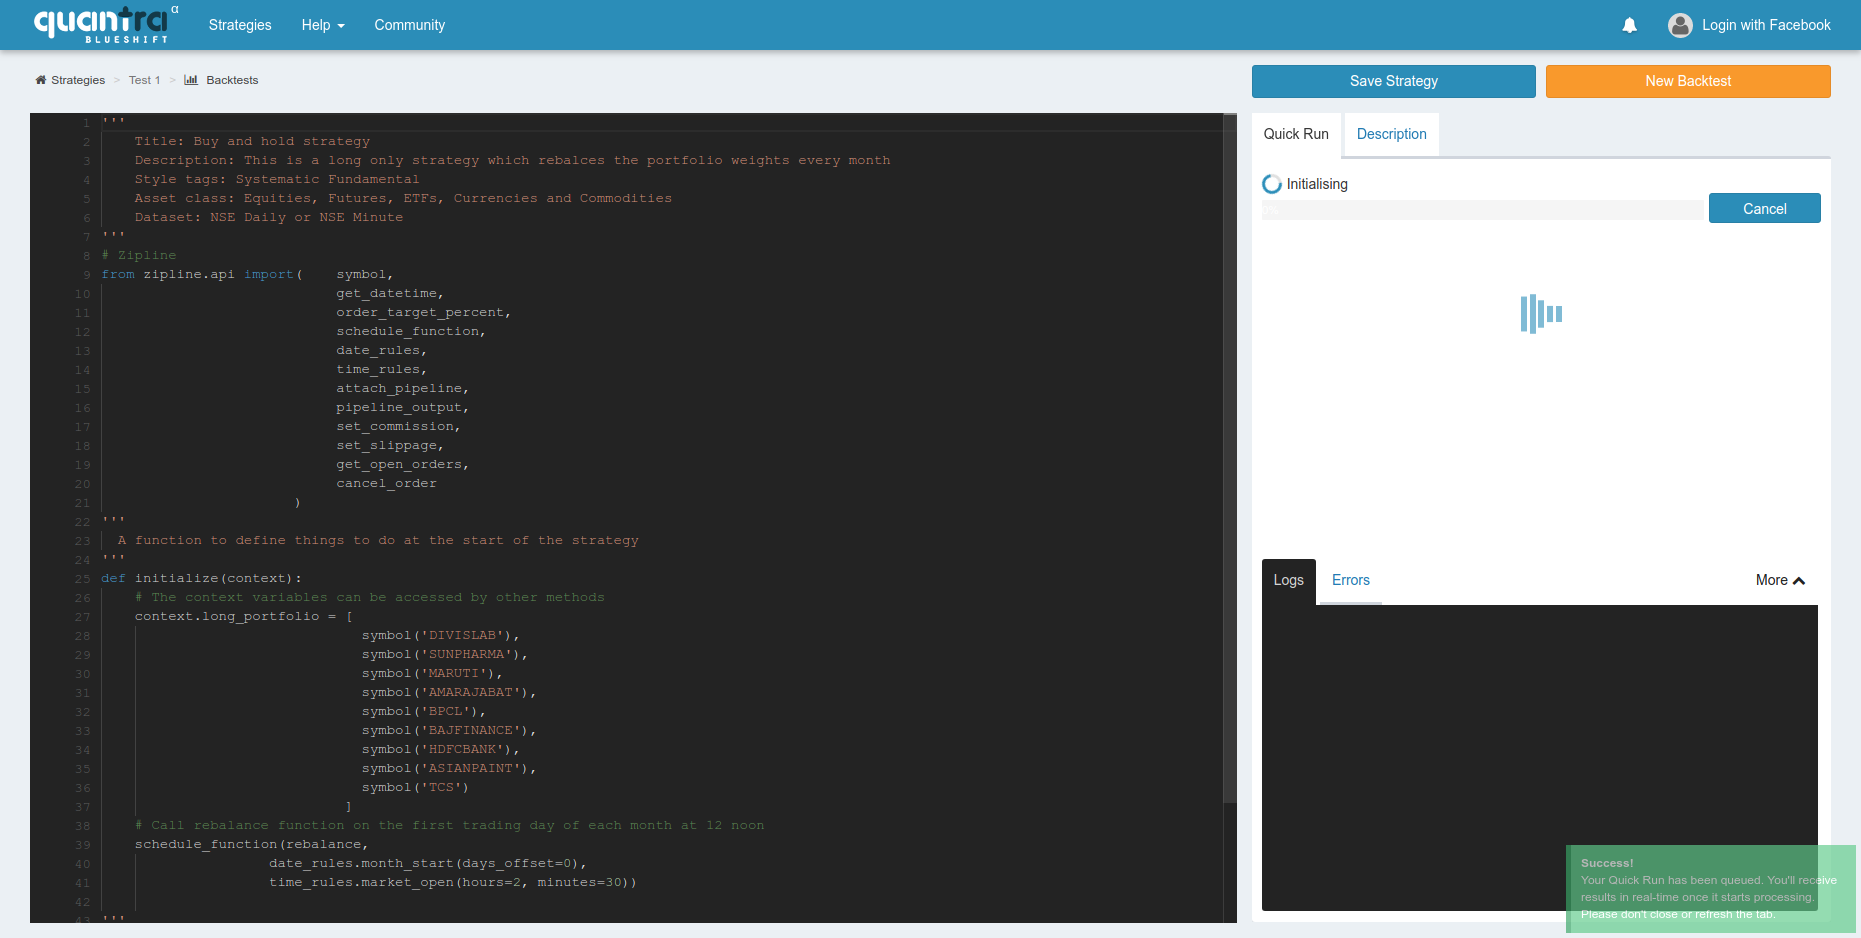 quantra α
BLUESHIFT
Strategies Help Community
Login with Facebook
Strategies > Test 1 > Backtests
Save Strategy
New Backtest
1 '''
2 Title: Buy and hold strategy
3 Description: This is a long only strategy which rebalces the portfolio weights every month
4 Style tags: Systematic Fundamental
5 Asset class: Equities, Futures, ETFs, Currencies and Commodities
6 Dataset: NSE Daily or NSE Minute
7 '''
8 # Zipline
9 from zipline.api import(    symbol,
10 get_datetime,
11 order_target_percent,
12 schedule_function,
13 date_rules,
14 time_rules,
15 attach_pipeline,
16 pipeline_output,
17 set_commission,
18 set_slippage,
19 get_open_orders,
20 cancel_order
21 )
22 '''
23 A function to define things to do at the start of the strategy
24 '''
25 def initialize(context):
26 # The context variables can be accessed by other methods
27 context.long_portfolio = [
28 symbol('DIVISLAB'),
29 symbol('SUNPHARMA'),
30 symbol('MARUTI'),
31 symbol('AMARAJABAT'),
32 symbol('BPCL'),
33 symbol('BAJFINANCE'),
34 symbol('HDFCBANK'),
35 symbol('ASIANPAINT'),
36 symbol('TCS')
37 ]
38 # Call rebalance function on the first trading day of each month at 12 noon
39 schedule_function(rebalance,
40 date_rules.month_start(days_offset=0),
41 time_rules.market_open(hours=2, minutes=30))
42
43 '''
Quick Run
Description
Initialising
Cancel
Logs
Errors
More
Success!
Your Quick Run has been queued. You'll receive
results in real-time once it starts processing.
Please don't close or refresh the tab.